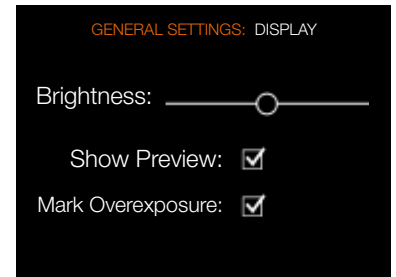 GENERAL SETTINGS: DISPLAY
Brightness:
Show Preview:
Mark Overexposure: